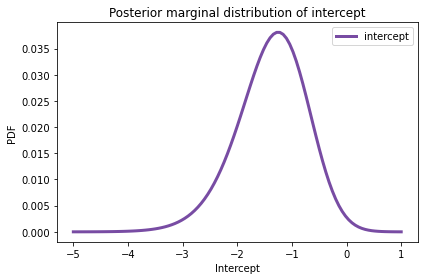 Posterior marginal distribution of intercept
intercept
0.035
0.030
0.025
0.020
0.015
0.010
0.005
0.000
PDF
−5 −4 −3 −2 −1 0 1
Intercept